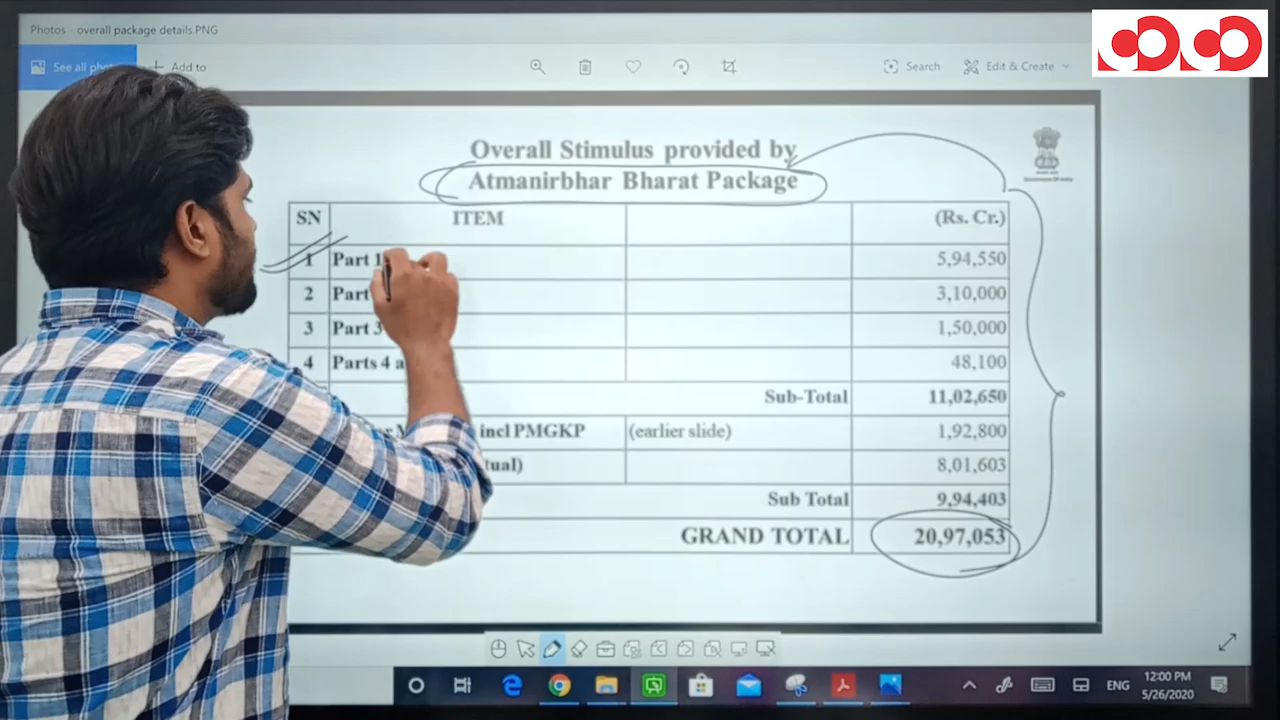 Photos - overall package details.PNG
See all pho
Add to
Search
Edit & Create
Overall Stimulus provided by
Atmanirbhar Bharat Package
SN ITEM (Rs. Cr.)
1 Part 1 5,94,550
2 Part 3,10,000
3 Part 3 1,50,000
4 Parts 4 a 48,100
Sub-Total 11,02,650
incl PMGKP (earlier slide) 1,92,800
tual) 8,01,603
Sub Total 9,94,403
GRAND TOTAL 20,97,053
ENG
12:00 PM
5/26/2020